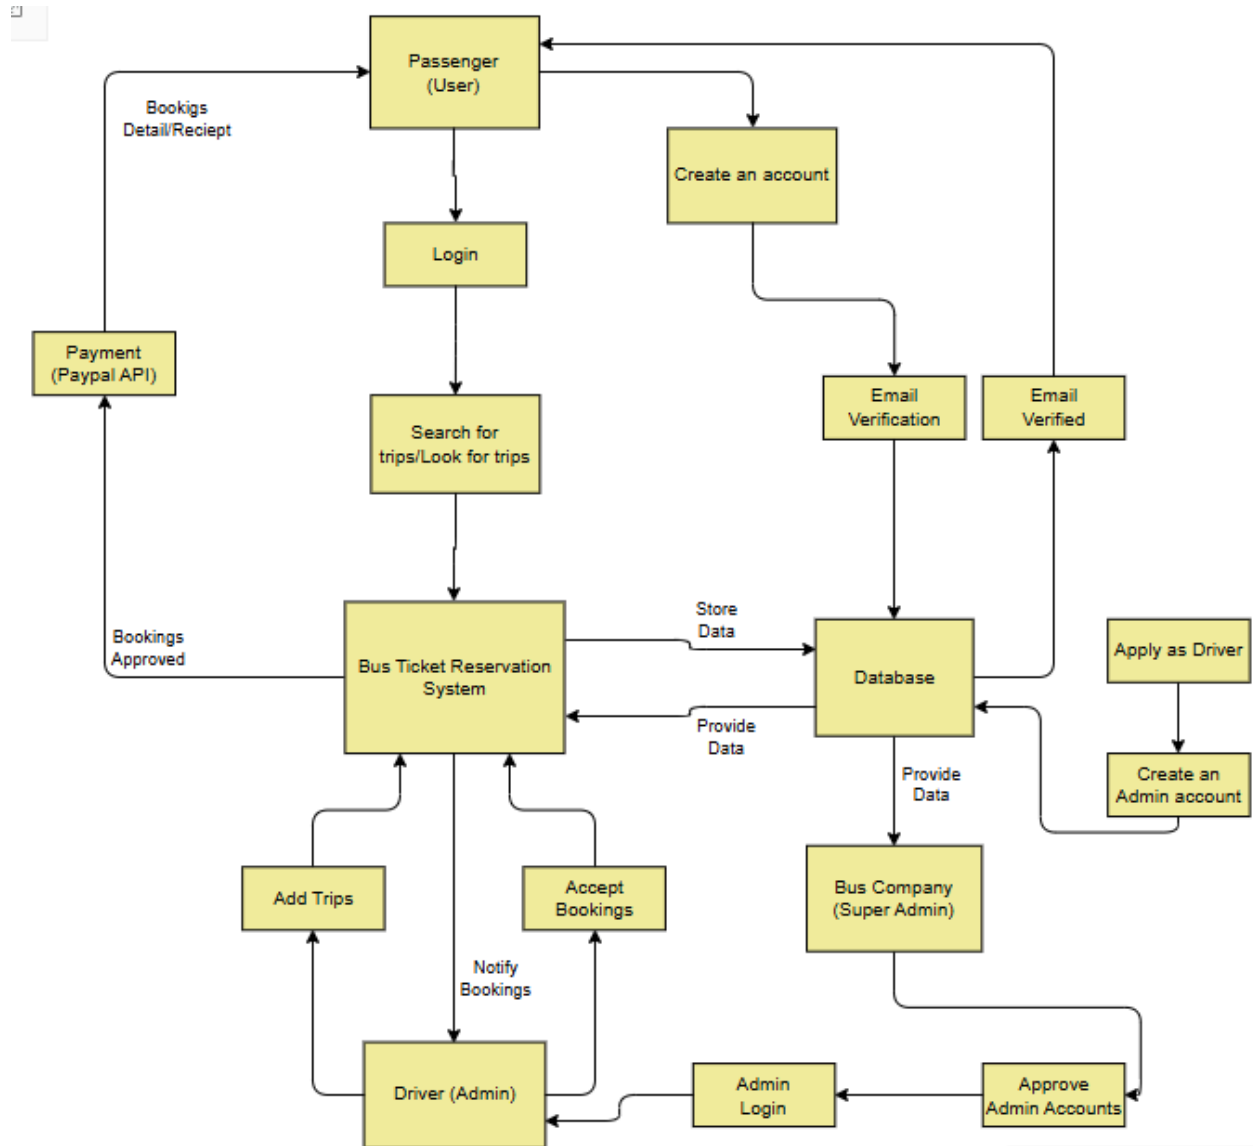 Passenger
(User)
Bookigs
Detail/Reciept
Create an account
Login
Payment
(Paypal API)
Email
Verification
Email
Verified
Search for
trips/Look for trips
Store
Data
Bookings
Approved
Bus Ticket Reservation
System
Database
Apply as Driver
Provide
Data
Provide
Data
Create an
Admin account
Add Trips
Accept
Bookings
Bus Company
(Super Admin)
Notify
Bookings
Driver (Admin)
Admin
Login
Approve
Admin Accounts